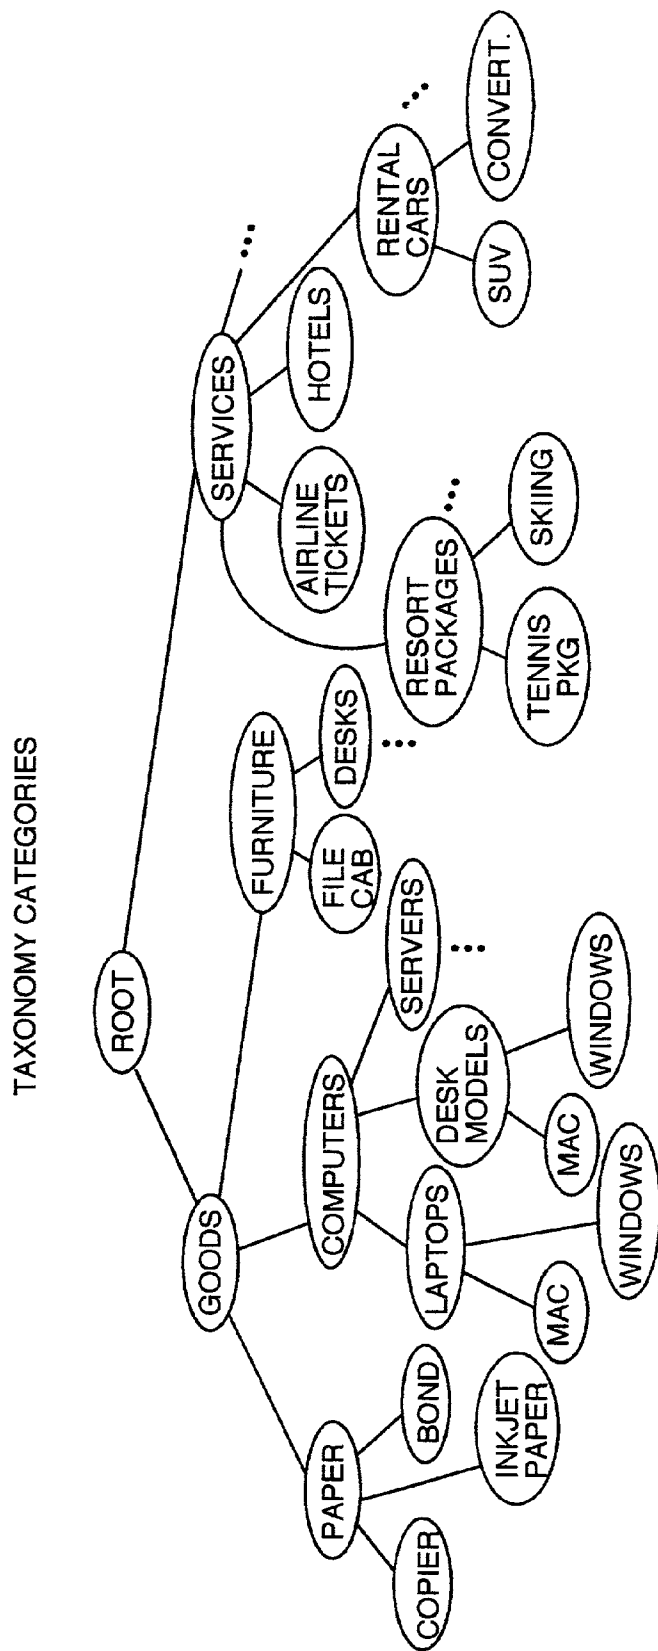 TAXONOMY CATEGORIES
ROOT
GOODS
SERVICES
...
PAPER
COMPUTERS
FURNITURE
AIRLINE
TICKETS
HOTELS
RENTAL
CARS
...
COPIER
BOND
INKJET
PAPER
LAPTOPS
DESK
MODELS
SERVERS
...
FILE
CAB
DESKS
...
RESORT
PACKAGES
...
SUV
CONVERT.
MAC
WINDOWS
MAC
WINDOWS
TENNIS
PKG
SKIING